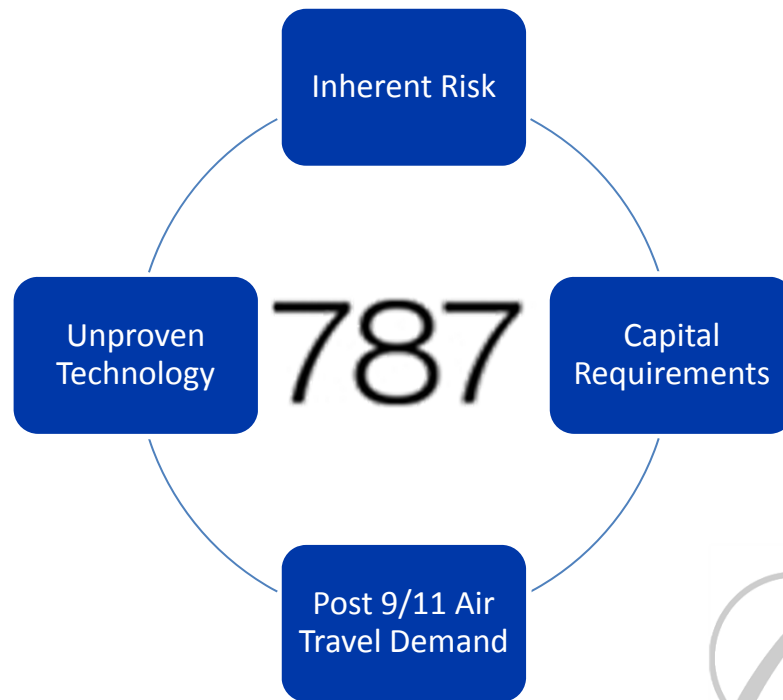 Inherent Risk
Unproven
Technology
787
Capital
Requirements
Post 9/11 Air
Travel Demand